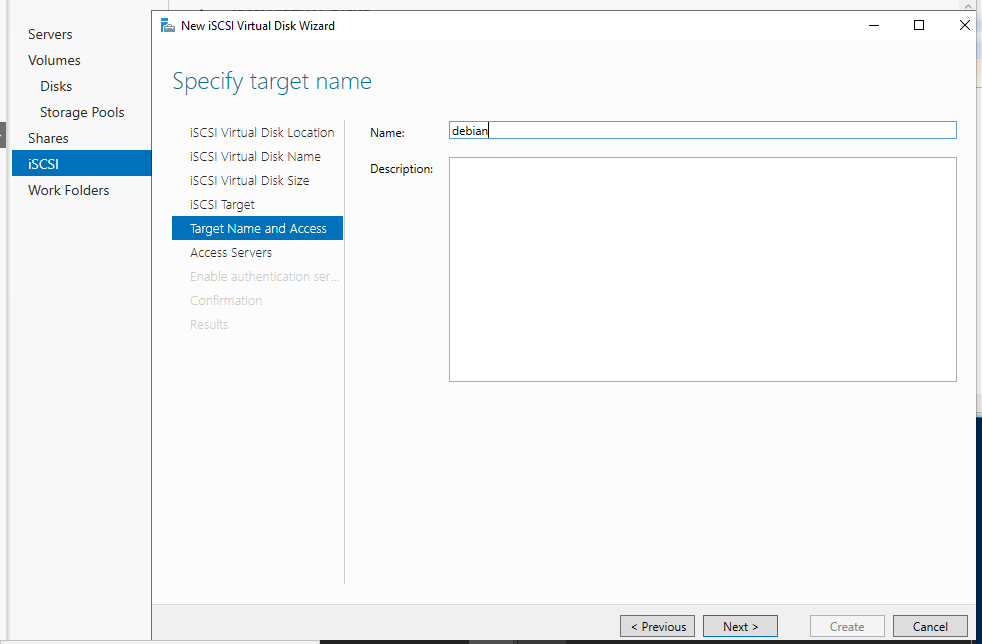 New iSCSI Virtual Disk Wizard
Servers
Volumes
Disks
Storage Pools
Shares
iSCSI
Work Folders
Specify target name
iSCSI Virtual Disk Location
iSCSI Virtual Disk Name
iSCSI Virtual Disk Size
iSCSI Target
Target Name and Access
Access Servers
Enable authentication ser...
Confirmation
Results
Name:
debian
Description:
< Previous
Next >
Create
Cancel